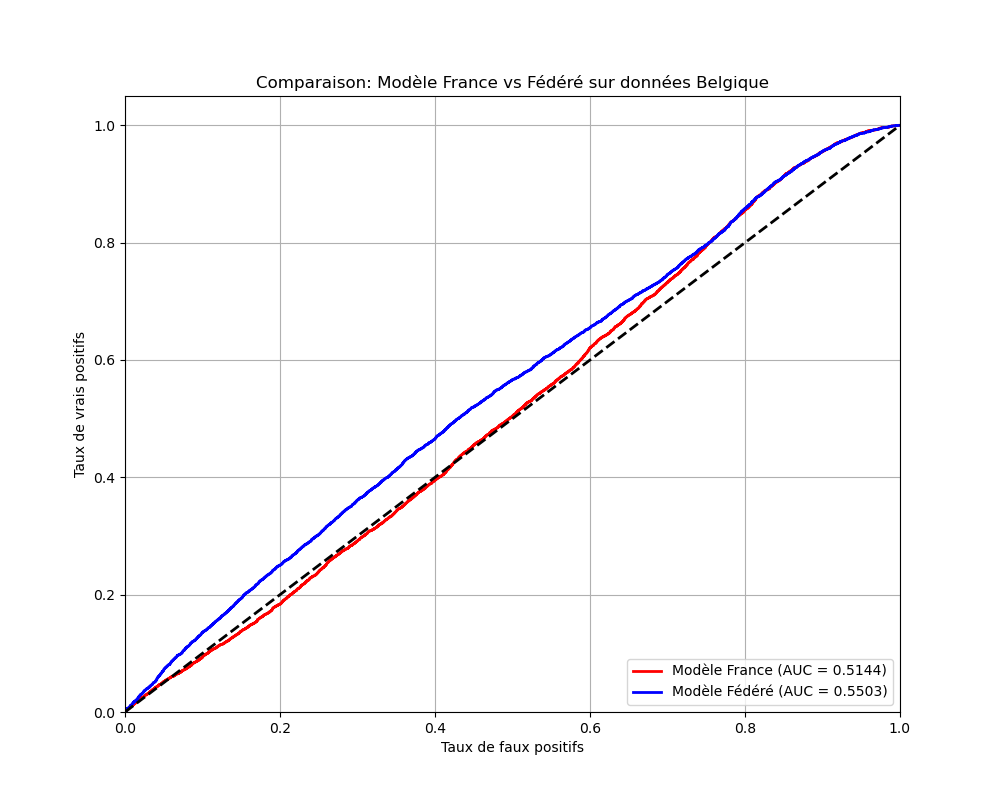 Comparaison: Modèle France vs Fédéré sur données Belgique
Taux de vrais positifs
1.0
0.8
0.6
0.4
0.2
0.0
0.0 0.2 0.4 0.6 0.8 1.0
Taux de faux positifs
Modèle France (AUC = 0.5144)
Modèle Fédéré (AUC = 0.5503)